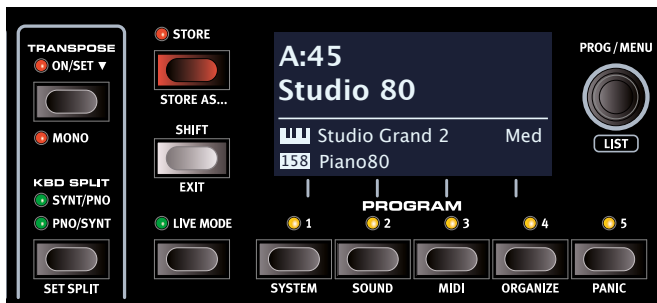 TRANSPOSE
ON/SET ▼
MONO
KBD SPLIT
SYNT/PNO
PNO/SYNT
SET SPLIT
STORE
STORE AS...
SHIFT
EXIT
LIVE MODE
A:45
Studio 80
Studio Grand 2 Med
158 Piano80
PROG / MENU
LIST
PROGRAM
1 2 3 4 5
SYSTEM SOUND MIDI ORGANIZE PANIC